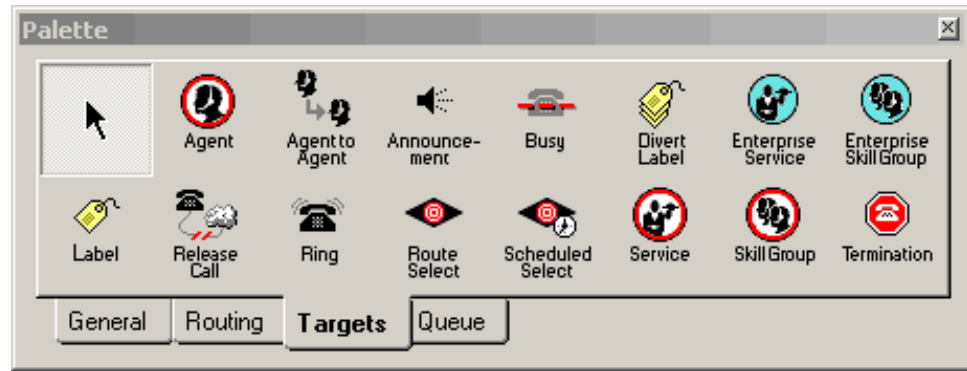 Palette
Agent
Agent to
Agent
Announce-
ment
Busy
Divert
Label
Enterprise
Service
Enterprise
Skill Group
Label
Release
Call
Ring
Route
Select
Scheduled
Select
Service
Skill Group
Termination
General
Routing
Targets
Queue